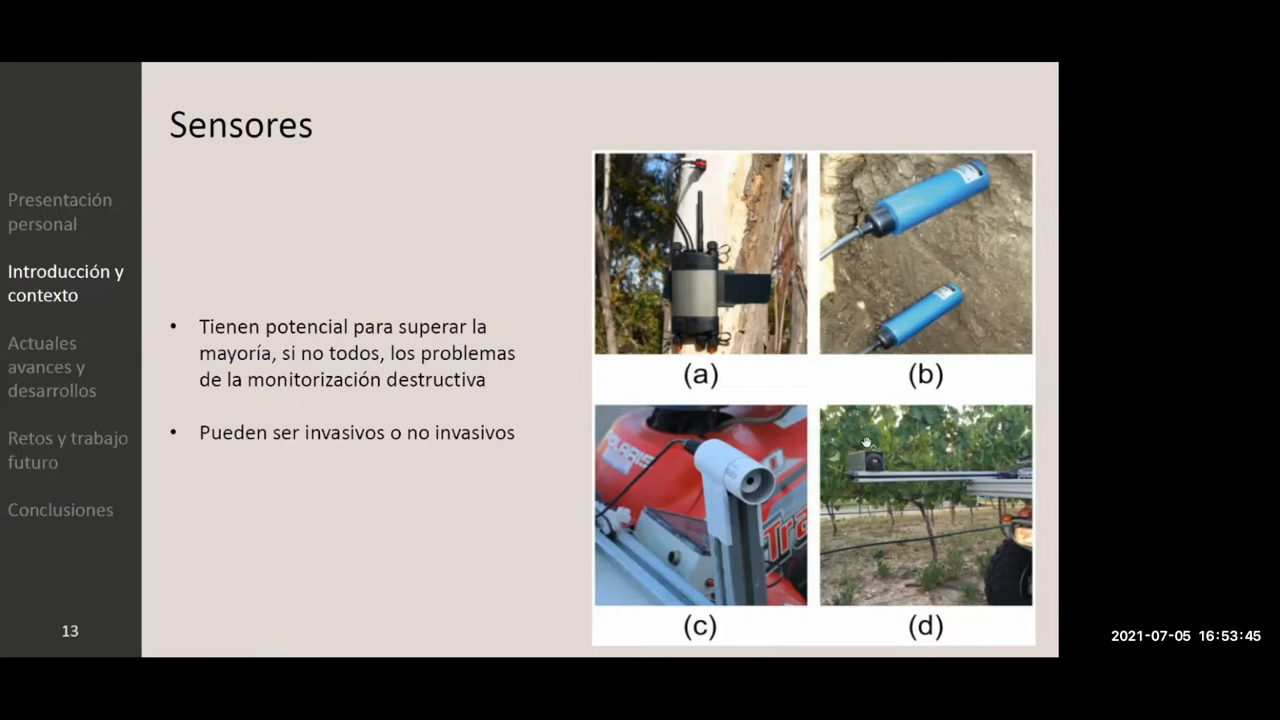 Sensores
Presentación
personal
Introducción y
contexto
Actuales
avances y
desarrollos
Retos y trabajo
futuro
Conclusiones
13
• Tienen potencial para superar la
mayoría, si no todos, los problemas
de la monitorización destructiva
• Pueden ser invasivos o no invasivos
(a)
(b)
POLARIS
Tra
(c)
(d)
2021-07-05 16:53:45